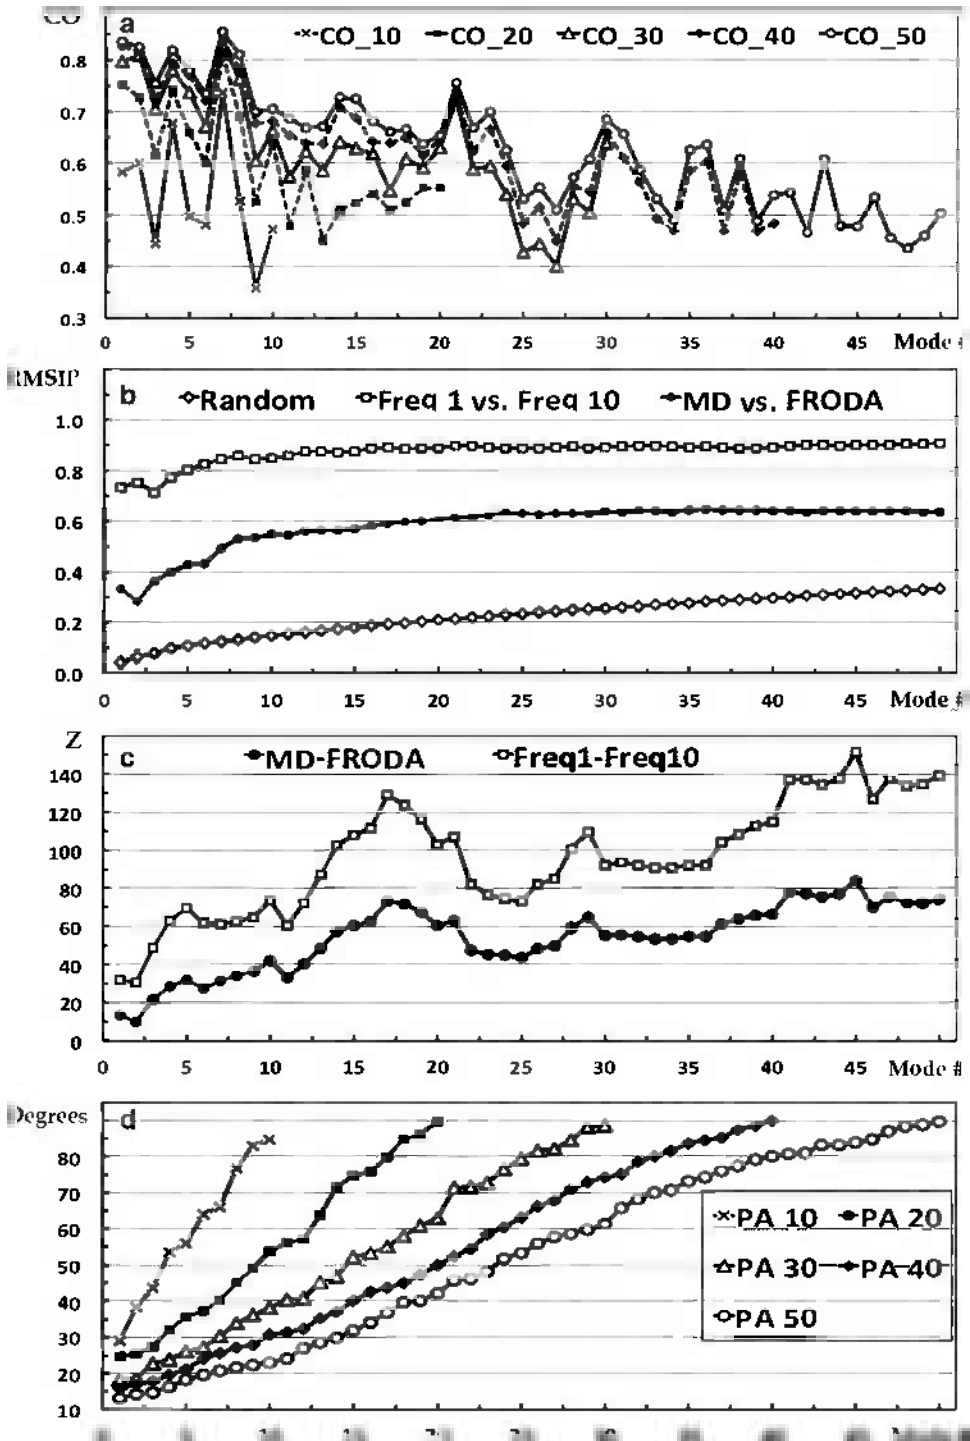 CO
a CO_10 CO_20 CO_30 CO_40 CO_50
0.8
0.7
0.6
0.5
0.4
0.3
0 5 10 15 20 25 30 35 40 45 Mode
RMSIP
b Random Freq 1 vs. Freq 10 MD vs. FRODA
1.0
0.8
0.6
0.4
0.2
0.0
0 5 10 15 20 25 30 35 40 45 Mode #
Z
c MD-FRODA Freq1-Freq10
140
120
100
80
60
40
20
0
0 5 10 15 20 25 30 35 40 45 Mode #
Degrees
d
80
70
60
50
40
30
20
10
PA 10 PA 20
PA 30 PA 40
PA 50